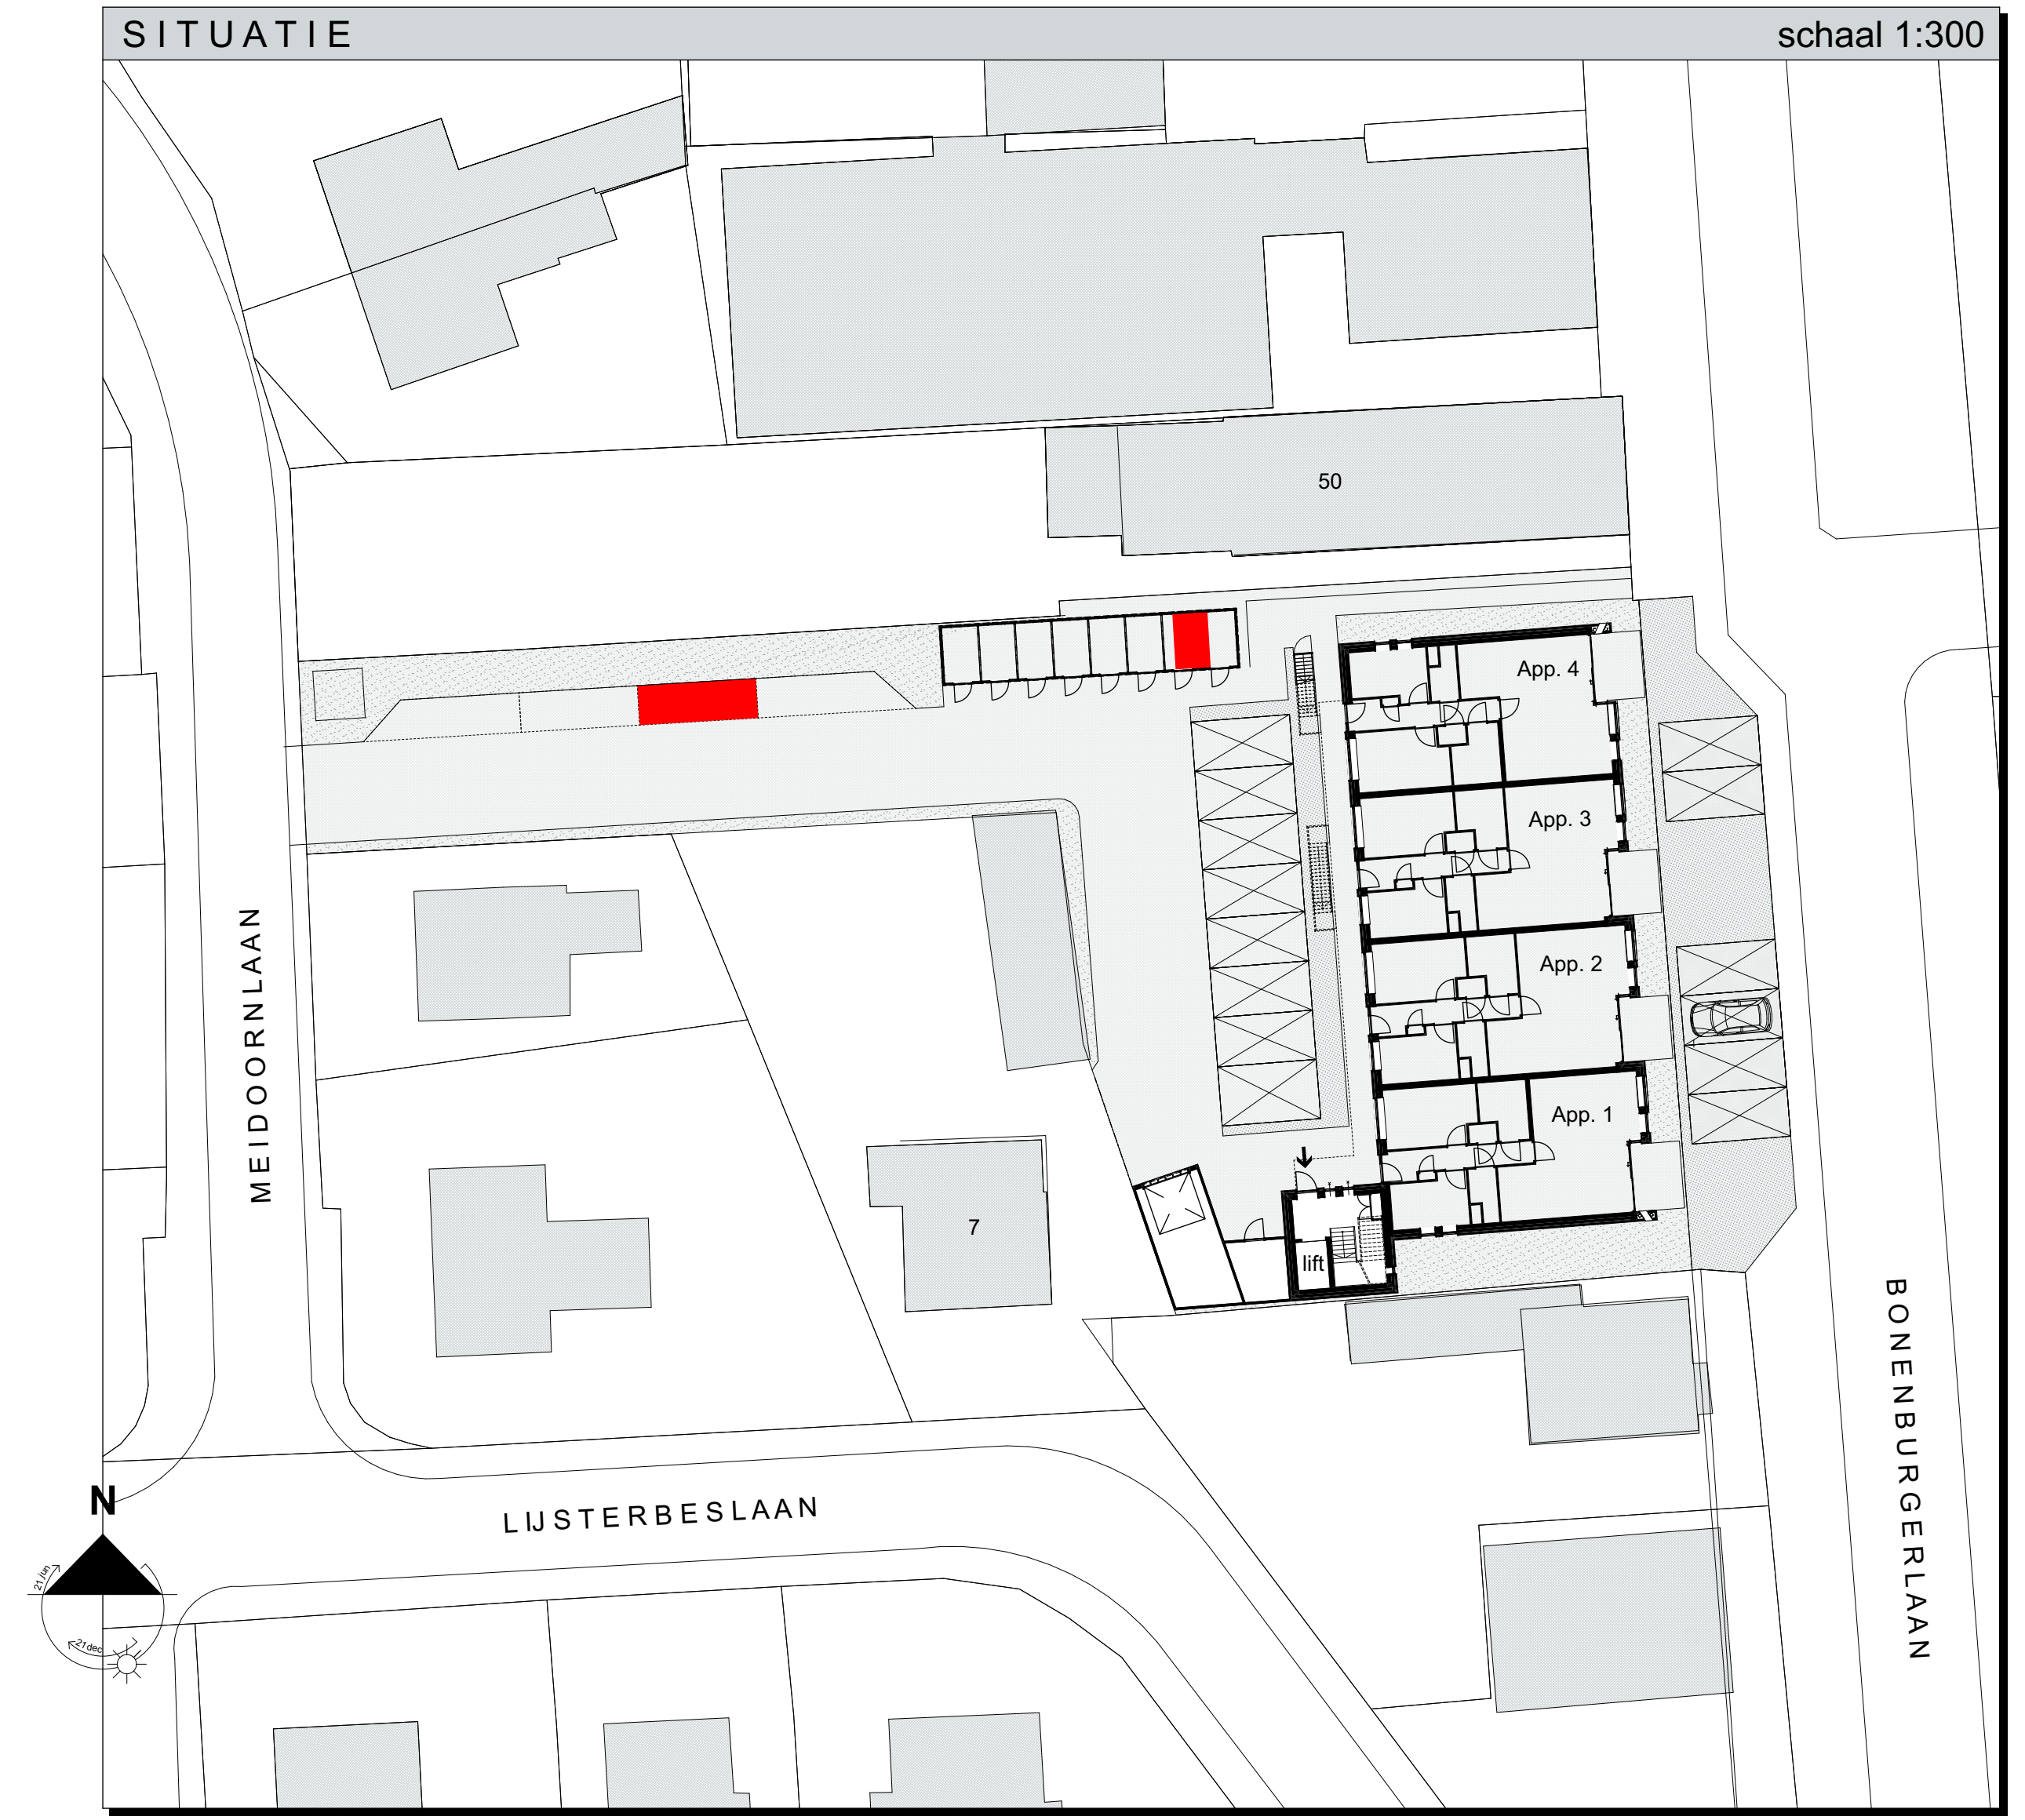 SITUATIE
schaal 1:300
50
App. 4
App. 3
App. 2
App. 1
7
lift
MEIDOORNLAAN
BONENBURGERLAAN
LIJSTERBESLAAN
N
21 jun
21 dec